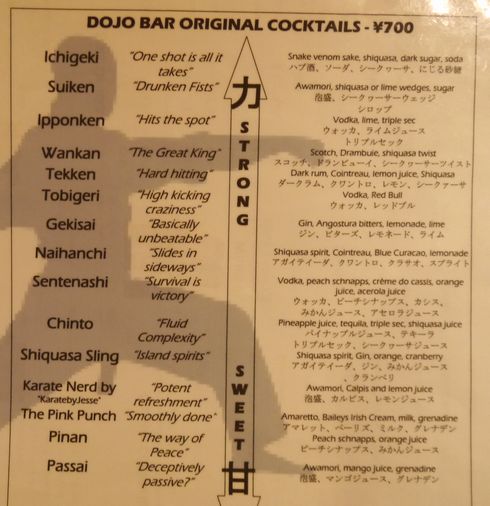 DOJO BAR ORIGINAL COCKTAILS - ¥700
Ichigeki "One shot is all it takes" Snake venom sake, shiquasa, dark sugar, soda
ハブ酒、ソーダ、シークヮーサー、にじる砂糖
Suiken "Drunken Fists" Awamori, shiquasa or lime wedges, sugar
泡盛、シークヮーサーウェッジ
シロップ
Ipponken "Hits the spot" Vodka, lime, triple sec
ウォッカ、ライムジュース
トリプルセック
Wankan "The Great King" Scotch, Drambuie, shiquasa twist
スコッチ、ドランビューイ、シークヮーサーツイスト
Tekken "Hard hitting" Dark rum, Cointreau, lemon juice, Shiquasa
ダークラム、クワントロ、レモン、シークァーサ
Tobigeri "High kicking craziness" Vodka, Red Bull
ウォッカ、レッドブル
Gekisai "Basically unbeatable" Gin, Angostura bitters, lemonade, lime
ジン、ビターズ、レモネード、ライム
Naihanchi "Slides in sideways" Shiquasa spirit, Cointreau, Blue Curacao, lemonade
アガイテイーダ、クワントロ、クラサオ、スプライト
Sentenashi "Survival is victory" Vodka, peach schnapps, crème do cassis, orange juice, acerola juice
ウォッカ、ピーチシナップス、カシス、
みかんジュース、アセロラジュース
Chinto "Fluid Complexity" Pineapple juice, tequila, triple sec, shiquasa juice
パイナップルジュース、テキーラ
トリプルセック、シークヮーサジュース
Shiquasa Sling "Island spirits" Shiquasa spirit, Gin, orange, cranberry
アガイテイーダ、ジン、みかんジュース
、クランベリ
Karate Nerd by "KaratebyJesse" "Potent refreshment" Awamori, Calpis and lemon juice
泡盛、カルピス、レモンジュース
The Pink Punch "Smoothly done" Amaretto, Baileys Irish Cream, milk, grenadine
アマレット、ベーリズ、ミルク、グレナデン
Pinan "The way of Peace" Peach schnapps, orange juice
ピーチシナップス、みかんジュース
Passai "Deceptively passive?" Awamori, mango juice, grenadine
泡盛、マンゴジュース、グレナデン
力
STRONG
SWEET
甘